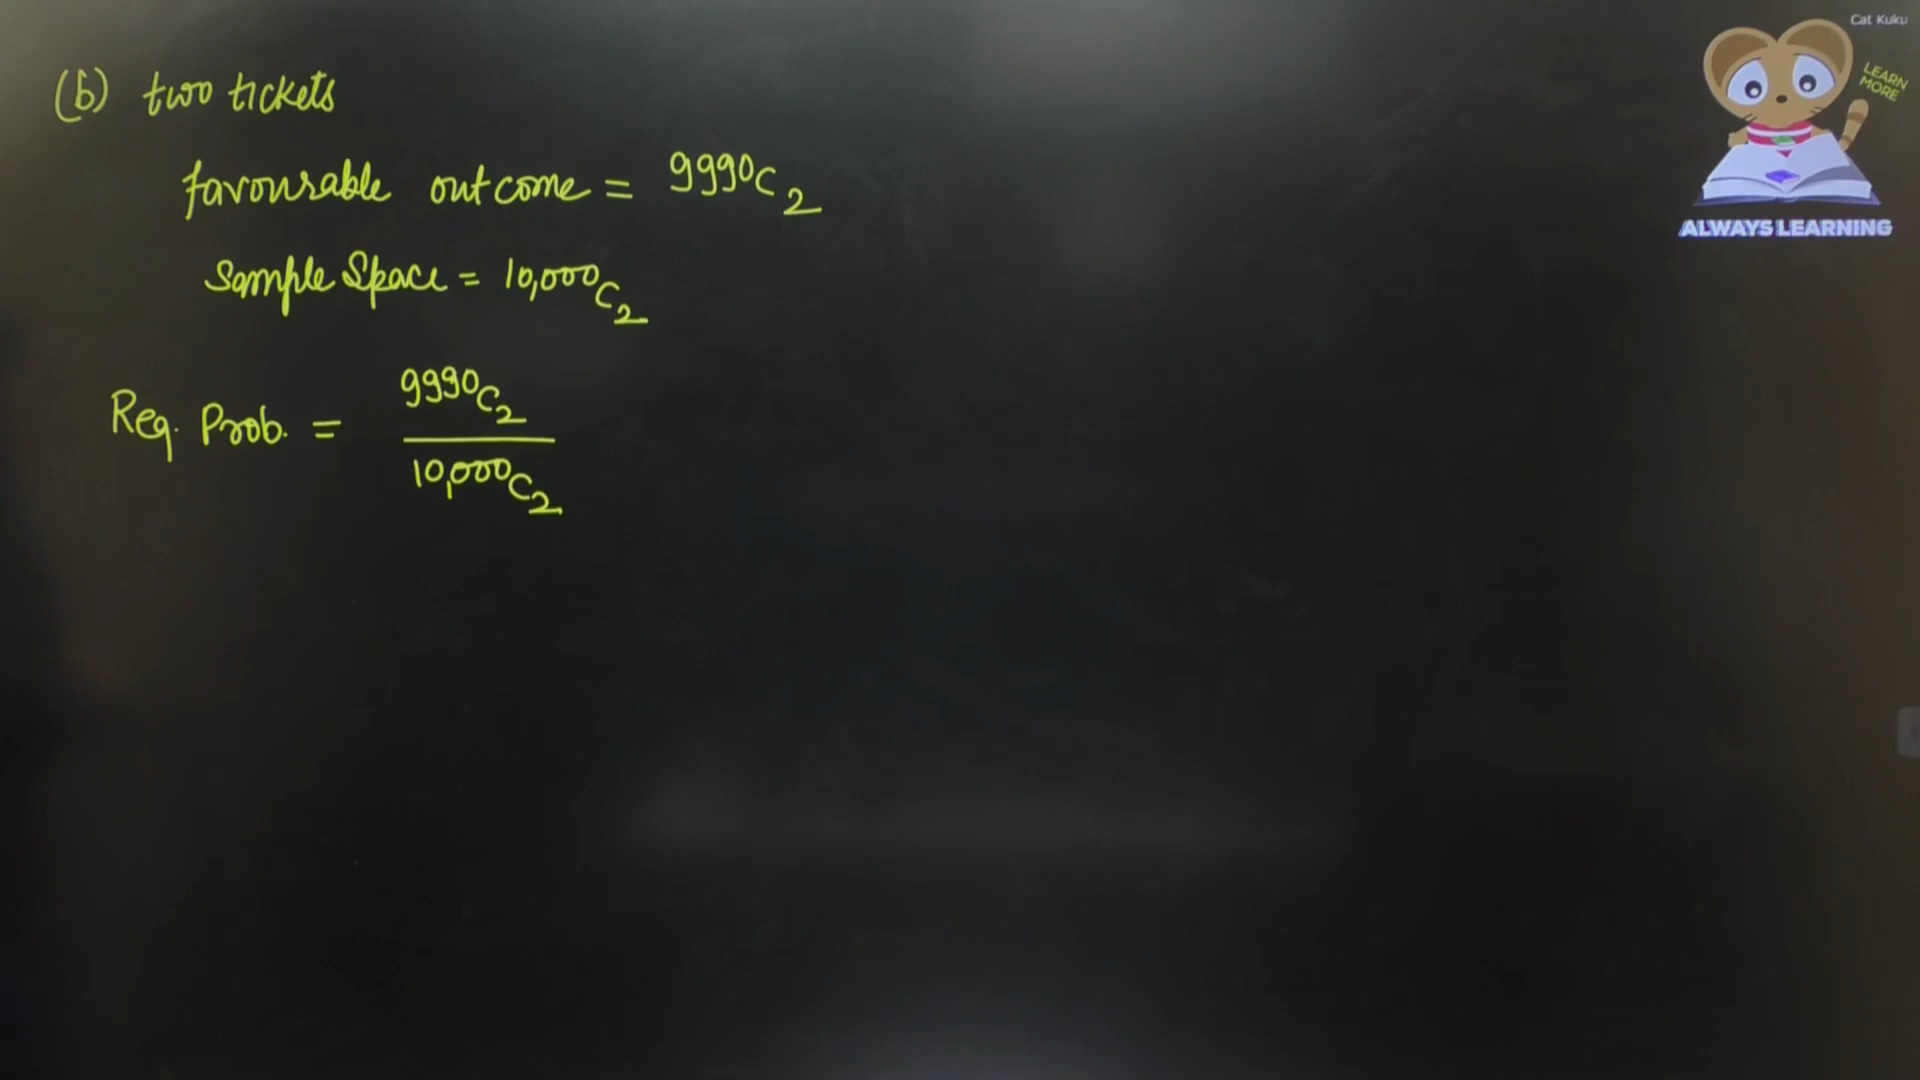 Cat Kuku
LEARN
MORE
ALWAYS LEARNING
(b) two tickets
favourable outcome = 9990C2
Sample Space = 10,000C2
Req. Prob. = 9990C2
10,000C2